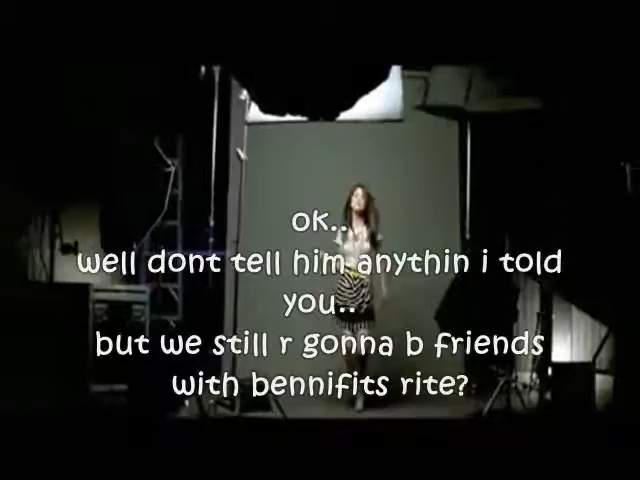 ok..
well dont tell him anythin i told
you..
but we still r gonna b friends
with bennifits rite?